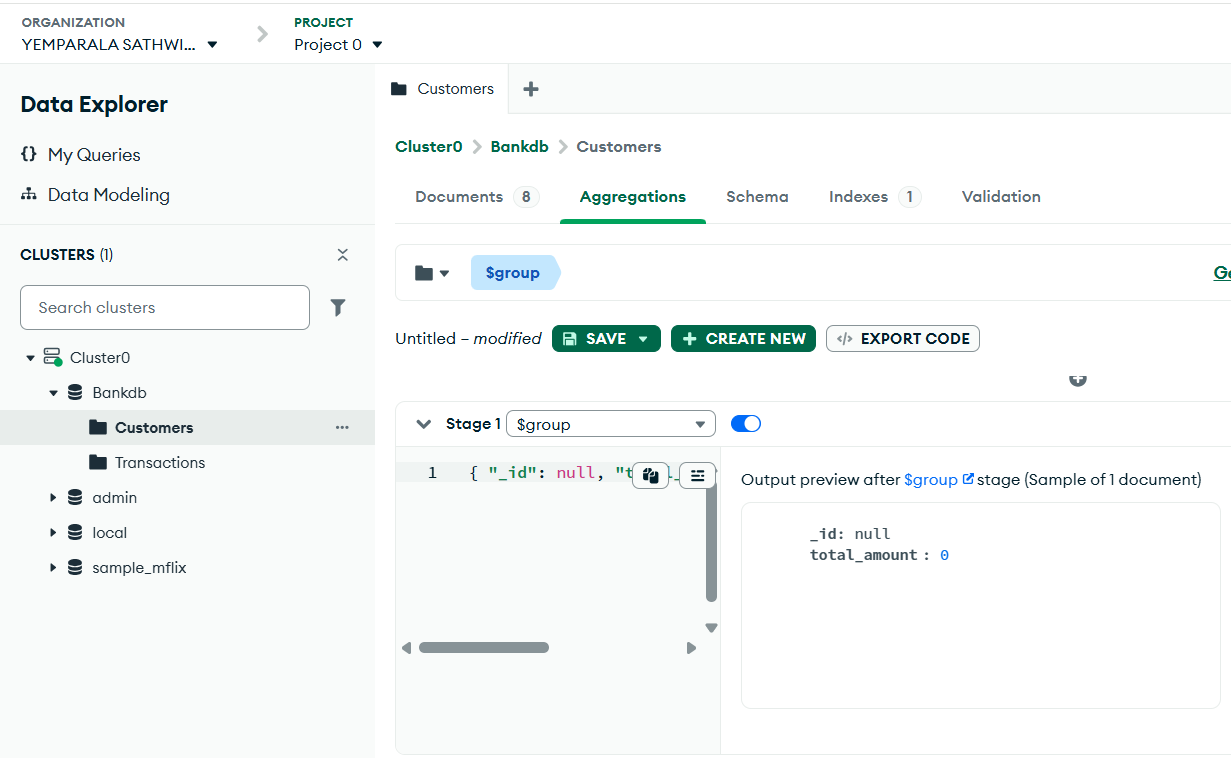 ORGANIZATION
YEMPARALA SATHWI...
PROJECT
Project 0
Data Explorer
My Queries
Data Modeling
CLUSTERS (1)
Search clusters
Cluster0
Bankdb
Customers
Transactions
admin
local
sample_mflix
Customers
Cluster0 > Bankdb > Customers
Documents 8 Aggregations Schema Indexes 1 Validation
$group
Untitled – modified SAVE + CREATE NEW </> EXPORT CODE
Stage 1 $group
1 { "_id": null,
Output preview after $group stage (Sample of 1 document)
_id: null
total_amount : 0